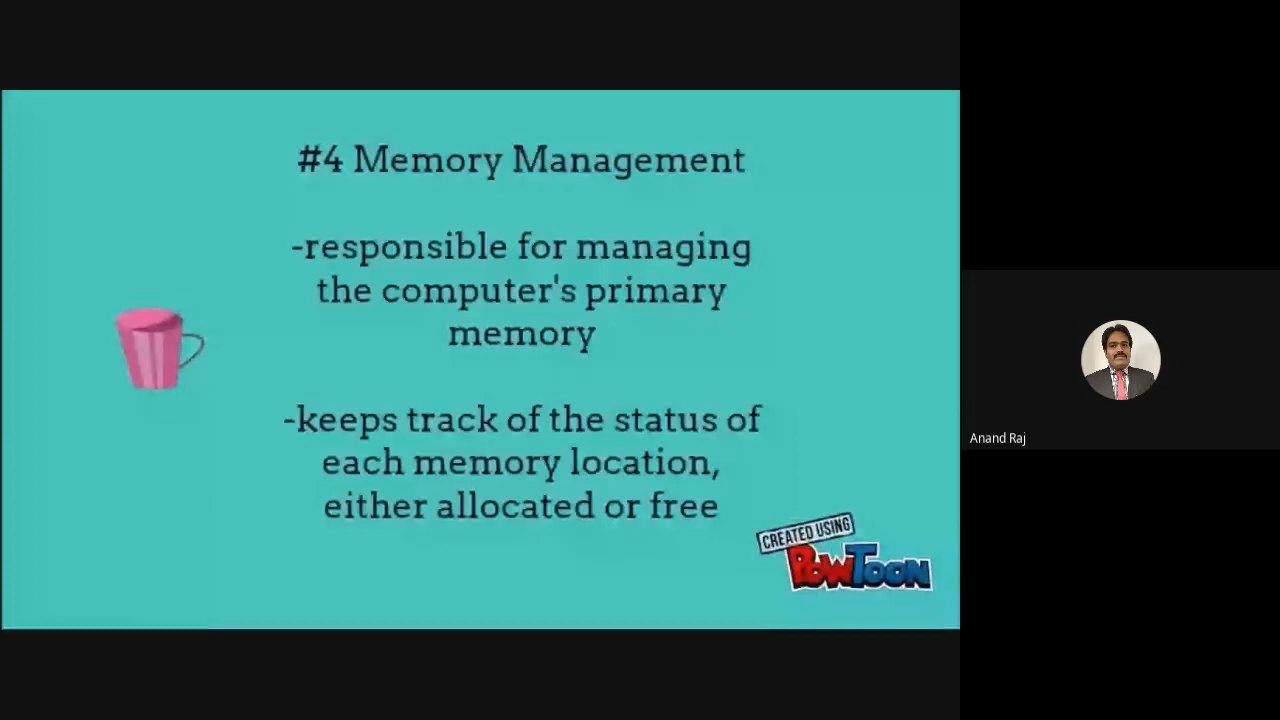 #4 Memory Management
-responsible for managing
the computer's primary
memory
-keeps track of the status of
each memory location,
either allocated or free
CREATED USING
POWTOON
Anand Raj